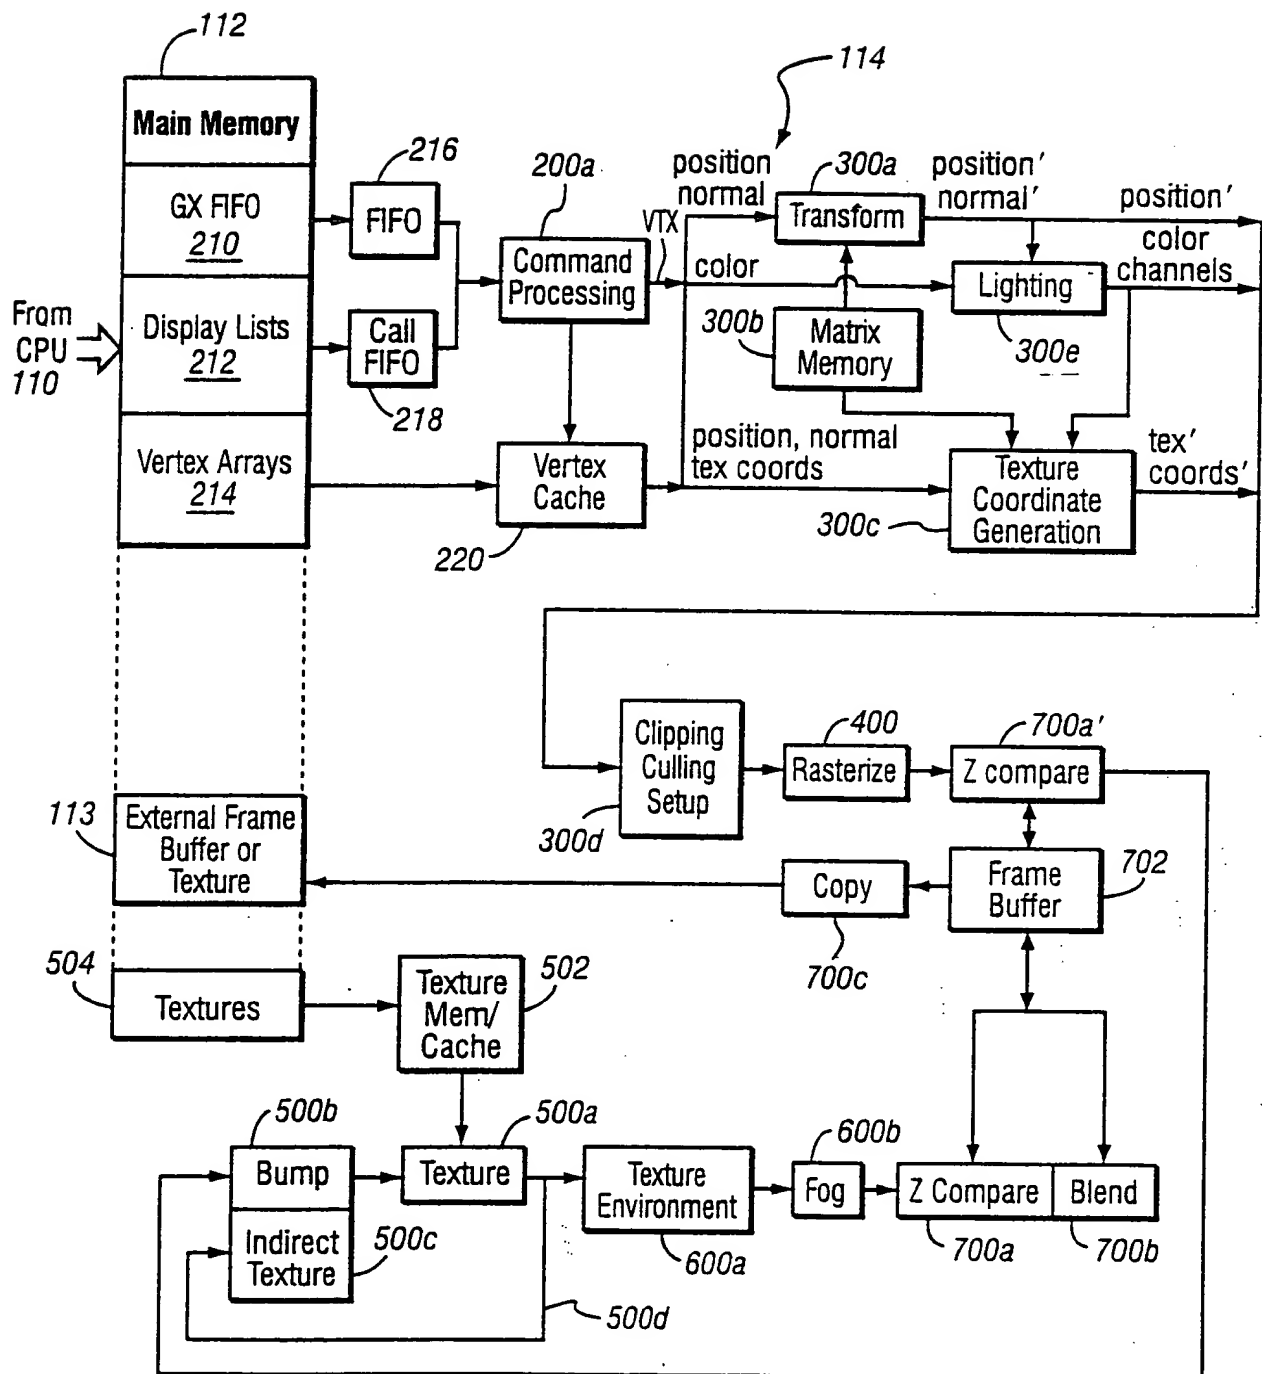 112
114
Main Memory
216
200a
position
normal
300a
position′
normal′
position′
GX FIFO
210
FIFO
VTX
Transform
color
channels
Command
Processing
color
Lighting
From
CPU
110
Display Lists
212
Call
FIFO
300b
Matrix
Memory
300e
218
Vertex Arrays
214
Vertex
Cache
position, normal
tex coords
Texture
Coordinate
Generation
tex′
coords′
220
300c
Clipping
Culling
Setup
400
700a′
Rasterize
Z compare
300d
113
External Frame
Buffer or
Texture
Copy
Frame
Buffer
702
700c
504
Textures
Texture
Mem/
Cache
502
500b
500a
600b
Bump
Texture
Texture
Environment
Fog
Z Compare
Blend
Indirect
Texture
500c
600a
700a
700b
500d